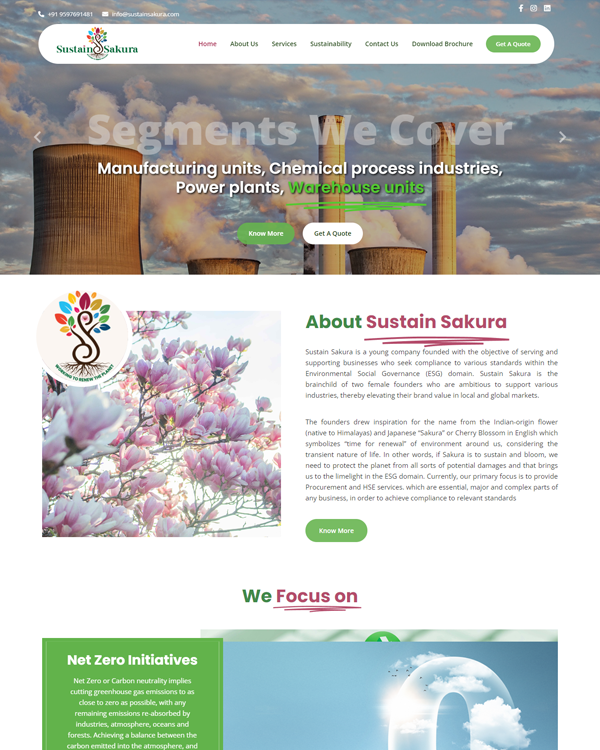 +91 9597691481 info@sustainsakura.com
Sustain Sakura
Home About Us Services Sustainability Contact Us Download Brochure Get A Quote
Segments We Cover
Manufacturing units, Chemical process industries,
Power plants, Warehouse units
Know More Get A Quote
WORKING TO RENEW THE PLANET
About Sustain Sakura
Sustain Sakura is a young company founded with the objective of serving and
supporting businesses who seek compliance to various standards within the
Environmental Social Governance (ESG) domain. Sustain Sakura is the
brainchild of two female founders who are ambitious to support various
industries, thereby elevating their brand value in local and global markets.
The founders drew inspiration for the name from the Indian-origin flower
(native to Himalayas) and Japanese “Sakura” or Cherry Blossom in English which
symbolizes “time for renewal” of environment around us, considering the
transient nature of life. In other words, if Sakura is to sustain and bloom, we
need to protect the planet from all sorts of potential damages and that brings
us to the limelight in the ESG domain. Currently, our primary focus is to provide
Procurement and HSE services. which are essential, major and complex parts of
any business, in order to achieve compliance to relevant standards
Know More
We Focus on
Net Zero Initiatives
Net Zero or Carbon neutrality implies
cutting greenhouse gas emissions to as
close to zero as possible, with any
remaining emissions re-absorbed by
industries, atmosphere, oceans and
forests. Achieving a balance between the
carbon emitted into the atmosphere, and